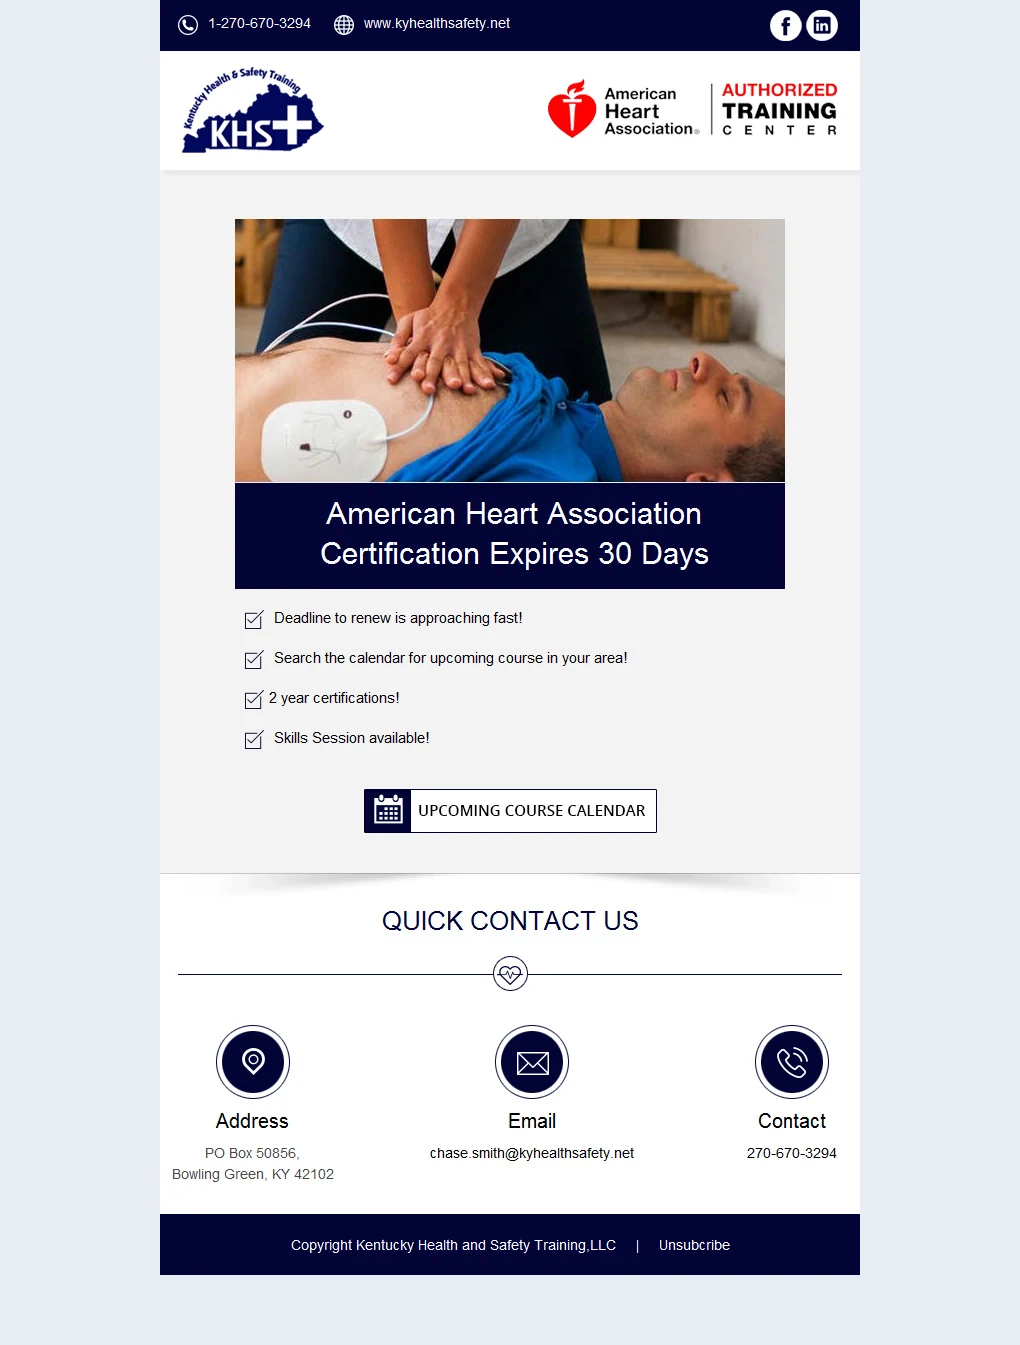 1-270-670-3294
www.kyhealthsafety.net
Kentucky Health & Safety Training
KHS
American
Heart
Association®
AUTHORIZED
TRAINING
CENTER
American Heart Association
Certification Expires 30 Days
Deadline to renew is approaching fast!
Search the calendar for upcoming course in your area!
2 year certifications!
Skills Session available!
UPCOMING COURSE CALENDAR
QUICK CONTACT US
Address
PO Box 50856,
Bowling Green, KY 42102
Email
chase.smith@kyhealthsafety.net
Contact
270-670-3294
Copyright Kentucky Health and Safety Training,LLC | Unsubcribe